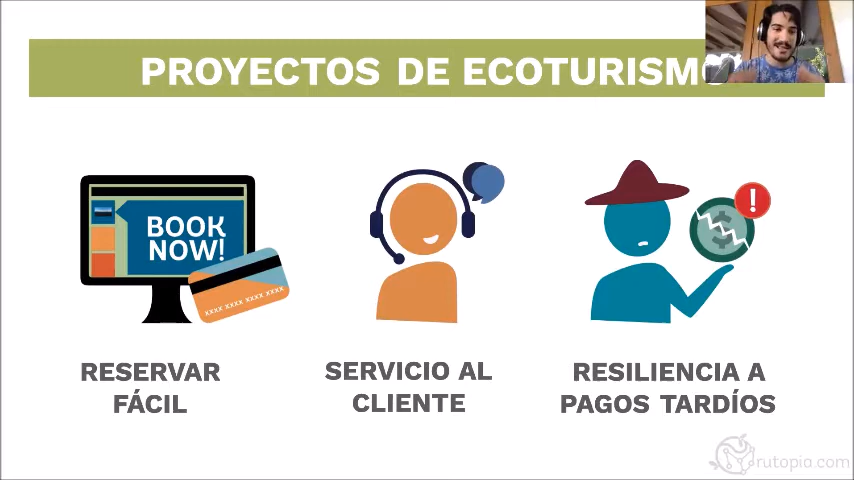 PROYECTOS DE ECOTURISMO
BOOK
NOW!
XXXX XXXX XXXX XXXX
RESERVAR
FÁCIL
SERVICIO AL
CLIENTE
!
RESILIENCIA A
PAGOS TARDÍOS
rutopia.com